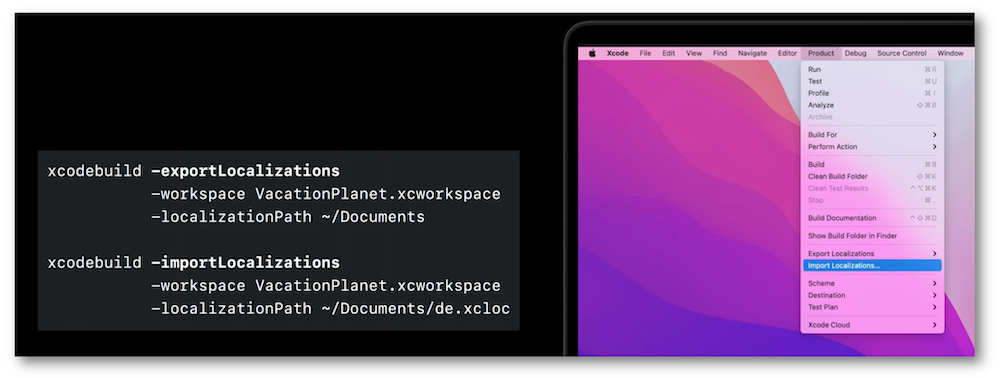 xcodebuild -exportLocalizations
-workspace VacationPlanet.xcworkspace
-localizationPath ~/Documents
xcodebuild -importLocalizations
-workspace VacationPlanet.xcworkspace
-localizationPath ~/Documents/de.xcloc
Xcode File Edit View Find Navigate Editor Product Debug Source Control Window
Run ⌘R
Test ⌘U
Profile ⌘I
Analyze ⇧⌘B
Archive
Build For >
Perform Action >
Build ⌘B
Clean Build Folder ⇧⌘K
Clean Test Results ^⌥⌘K
Stop ⌘.
Build Documentation ^⇧⌘D
Show Build Folder in Finder
Export Localizations >
Import Localizations...
Scheme >
Destination >
Test Plan >
Xcode Cloud >